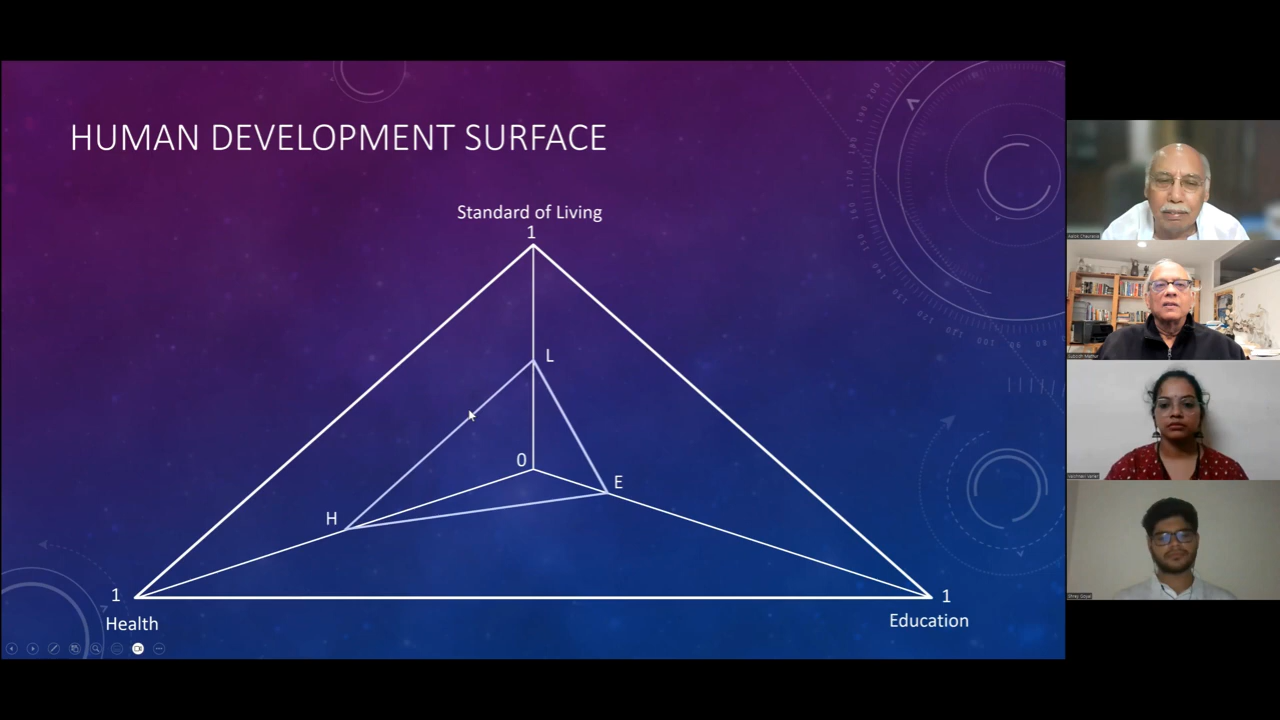 HUMAN DEVELOPMENT SURFACE
Standard of Living
1
L
0
E
H
1
1
Health
Education